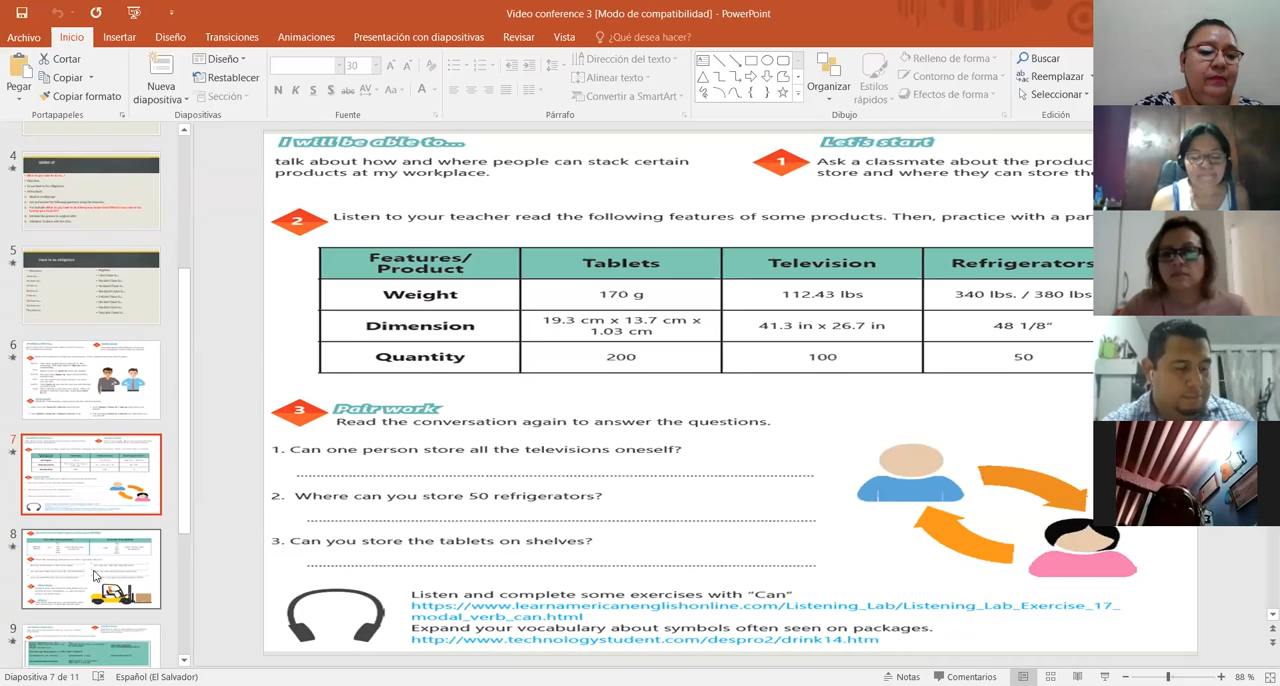 Video conference 3 [Modo de compatibilidad] - PowerPoint
Archivo Inicio Insertar Diseño Transiciones Animaciones Presentación con diapositivas Revisar Vista ¿Qué desea hacer?
Pegar
Cortar
Copiar
Copiar formato
Portapapeles
Nueva diapositiva
Diseño
Restablecer
Sección
Diapositivas
30
N K S S abc AV Aa A
Fuente
Dirección del texto
Alinear texto
Convertir a SmartArt
Párrafo
Organizar
Estilos rápidos
Relleno de forma
Contorno de forma
Efectos de forma
Dibujo
Buscar
Reemplazar
Seleccionar
Edición
4
5
6
7
8
9
I will be able to...
talk about how and where people can stack certain
products at my workplace.
Let's start
1 Ask a classmate about the produc
store and where they can store the
2 Listen to your teacher read the following features of some products. Then, practice with a par
Features/ Product Tablets Television Refrigerators
Weight 170 g 112.43 lbs 340 lbs. / 380 lbs
Dimension 19.3 cm x 13.7 cm x 1.03 cm 41.3 in x 26.7 in 48 1/8"
Quantity 200 100 50
3 Pair work
Read the conversation again to answer the questions.
1. Can one person store all the televisions oneself?
2. Where can you store 50 refrigerators?
3. Can you store the tablets on shelves?
Listen and complete some exercises with "Can"
https://www.learnamericanenglishonline.com/Listening_Lab/Listening_Lab_Exercise_17_
modal_verb_can.html
Expand your vocabulary about symbols can seen on packages.
http://www.technologystudent.com/despro2/drink14.htm
Diapositiva 7 de 11 Español (El Salvador) Notas Comentarios 88 %